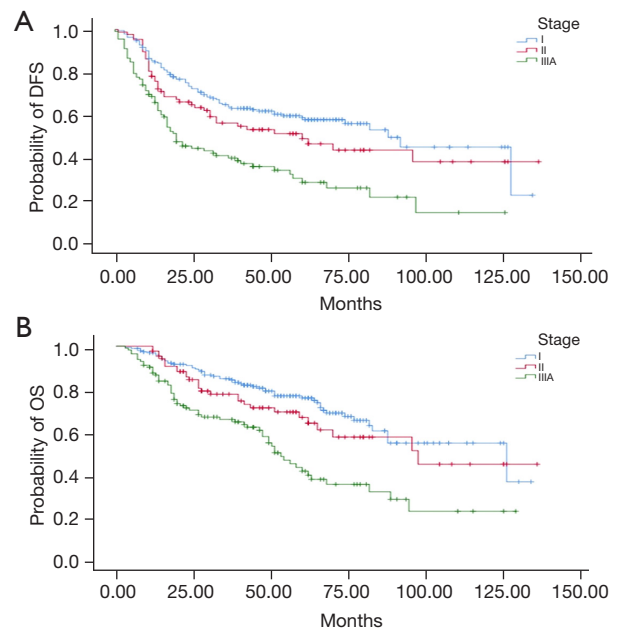 A
Stage
I
II
IIIA
Probability of DFS
1.0
0.8
0.6
0.4
0.2
0.0
0.00 25.00 50.00 75.00 100.00 125.00 150.00
Months
B
Stage
I
II
IIIA
Probability of OS
1.0
0.8
0.6
0.4
0.2
0.0
0.00 25.00 50.00 75.00 100.00 125.00 150.00
Months